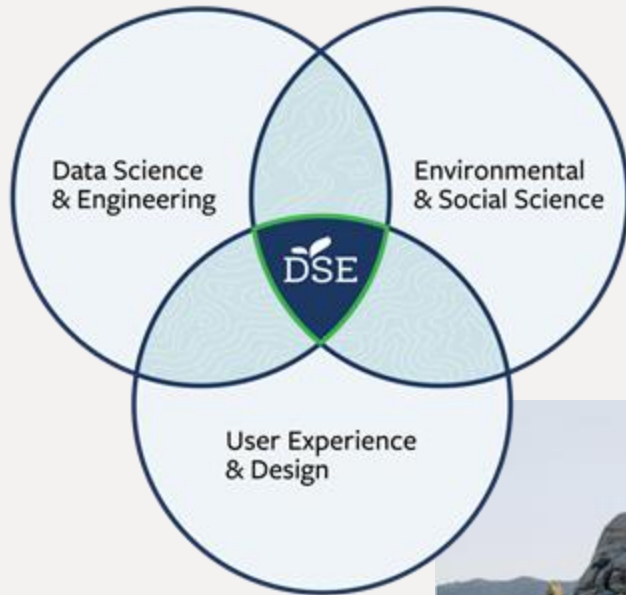 Data Science
& Engineering
Environmental
& Social Science
DSE
User Experience
& Design